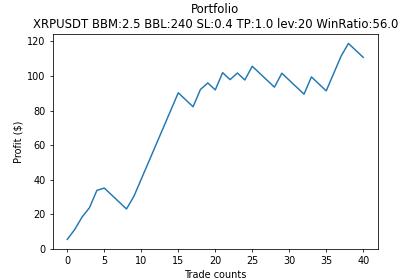 Portfolio
XRPUSDT BBM:2.5 BBL:240 SL:0.4 TP:1.0 lev:20 WinRatio:56.0
120
100
80
60
40
20
0
Profit ($)
0 5 10 15 20 25 30 35 40
Trade counts